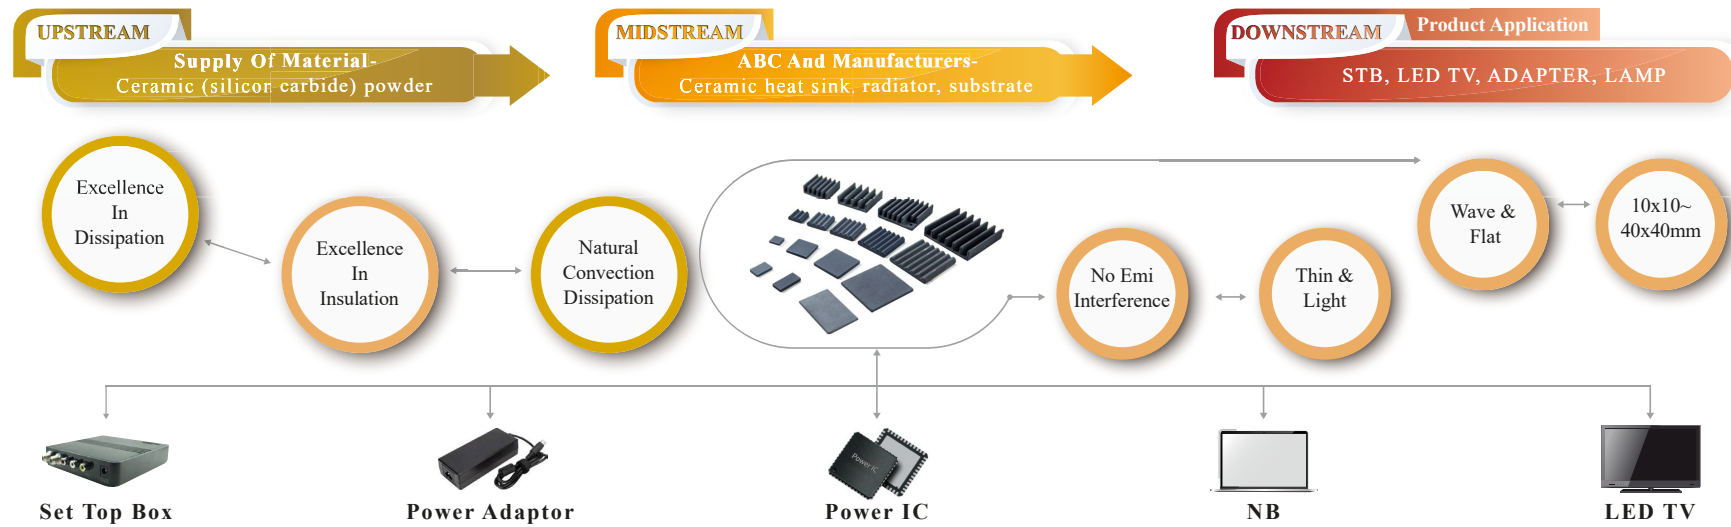 UPSTREAM
Supply Of Material-
Ceramic (silicon carbide) powder
MIDSTREAM
ABC And Manufacturers-
Ceramic heat sink, radiator, substrate
DOWNSTREAM
Product Application
STB, LED TV, ADAPTER, LAMP
Excellence
In
Dissipation
Excellence
In
Insulation
Natural
Convection
Dissipation
No Emi
Interference
Thin &
Light
Wave &
Flat
10x10~
40x40mm
Power IC
Set Top Box
Power Adaptor
Power IC
NB
LED TV